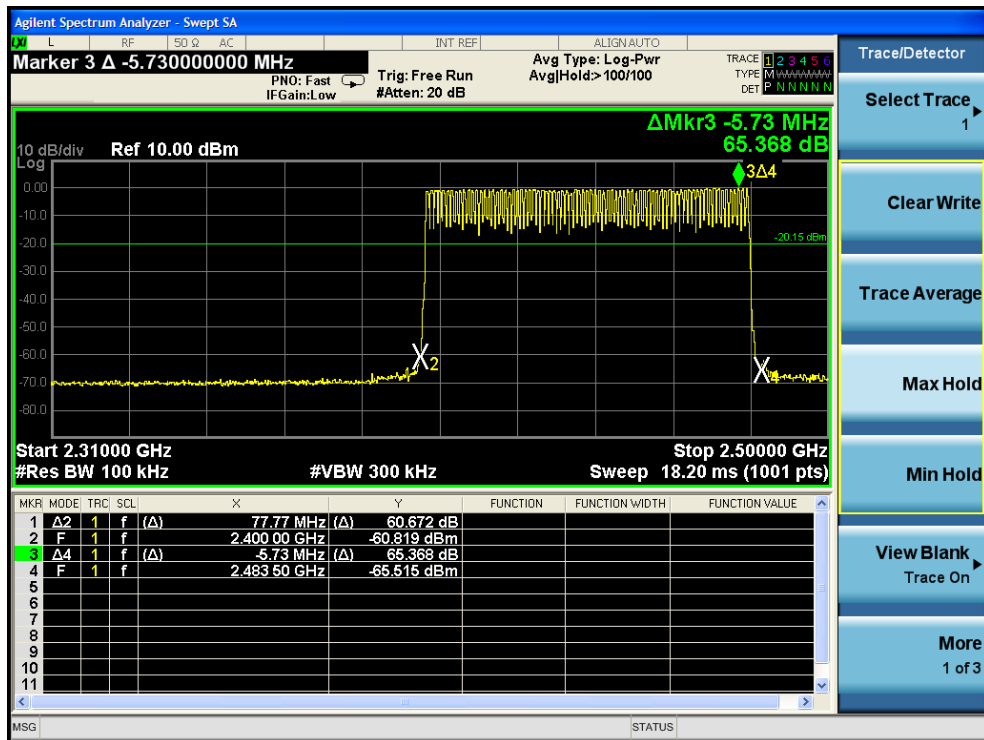 Agilent Spectrum Analyzer - Swept SA
LXI L RF 50 Ω AC INT REF ALIGNAUTO
Marker 3 Δ -5.730000000 MHz
PNO: Fast
IFGain:Low
Trig: Free Run
#Atten: 20 dB
Avg Type: Log-Pwr
Avg|Hold:> 100/100
TRACE 1 2 3 4 5 6
TYPE M
DET P N N N N N
ΔMkr3 -5.73 MHz
65.368 dB
10 dB/div Ref 10.00 dBm
Log
3Δ4
0.00
-10.0
-20.0
-20.15 dBm
-30.0
-40.0
-50.0
-60.0
2
-70.0
4
-80.0
Start 2.31000 GHz Stop 2.50000 GHz
#Res BW 100 kHz #VBW 300 kHz Sweep 18.20 ms (1001 pts)
MKR MODE TRC SCL X Y FUNCTION FUNCTION WIDTH FUNCTION VALUE
1 Δ2 1 f (Δ) 77.77 MHz (Δ) 60.672 dB
2 F 1 f 2.400 00 GHz -60.819 dBm
3 Δ4 1 f (Δ) -5.73 MHz (Δ) 65.368 dB
4 F 1 f 2.483 50 GHz -65.515 dBm
5
6
7
8
9
10
11
MSG STATUS
Trace/Detector
Select Trace
1
Clear Write
Trace Average
Max Hold
Min Hold
View Blank
Trace On
More
1 of 3